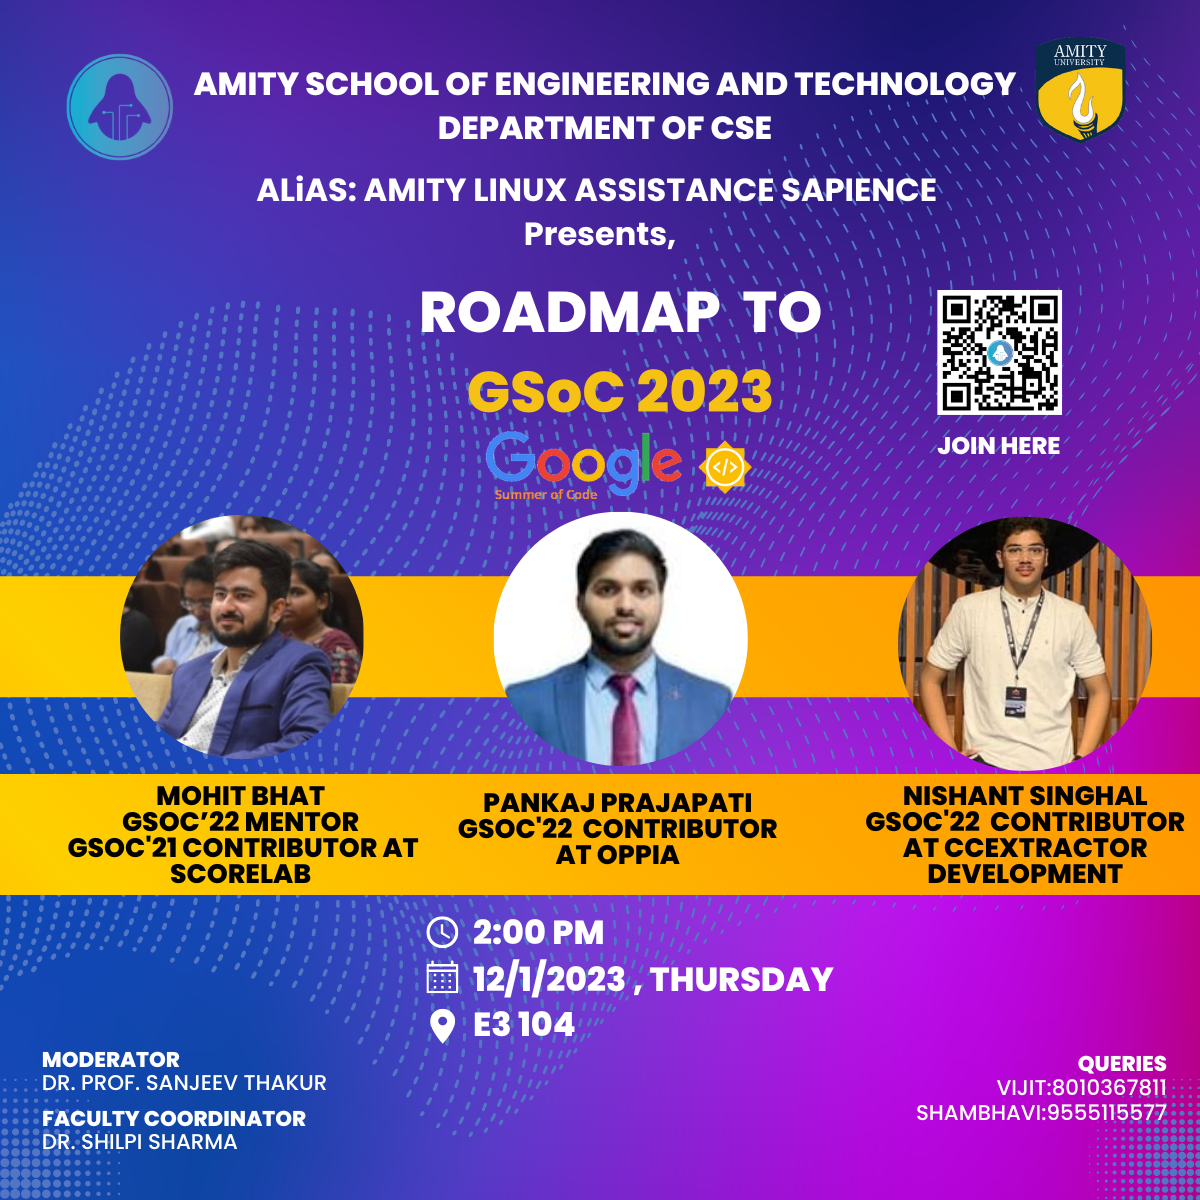 AMITY SCHOOL OF ENGINEERING AND TECHNOLOGY
DEPARTMENT OF CSE
AMITY
UNIVERSITY
ALiAS: AMITY LINUX ASSISTANCE SAPIENCE
Presents,
ROADMAP TO
GSoC 2023
Google
Summer of Code
</>
JOIN HERE
MOHIT BHAT
GSOC’22 MENTOR
GSOC'21 CONTRIBUTOR AT
SCORELAB
PANKAJ PRAJAPATI
GSOC'22 CONTRIBUTOR
AT OPPIA
NISHANT SINGHAL
GSOC'22 CONTRIBUTOR
AT CCEXTRACTOR
DEVELOPMENT
2:00 PM
12/1/2023 , THURSDAY
E3 104
MODERATOR
DR. PROF. SANJEEV THAKUR
FACULTY COORDINATOR
DR. SHILPI SHARMA
QUERIES
VIJIT:8010367811
SHAMBHAVI:9555115577